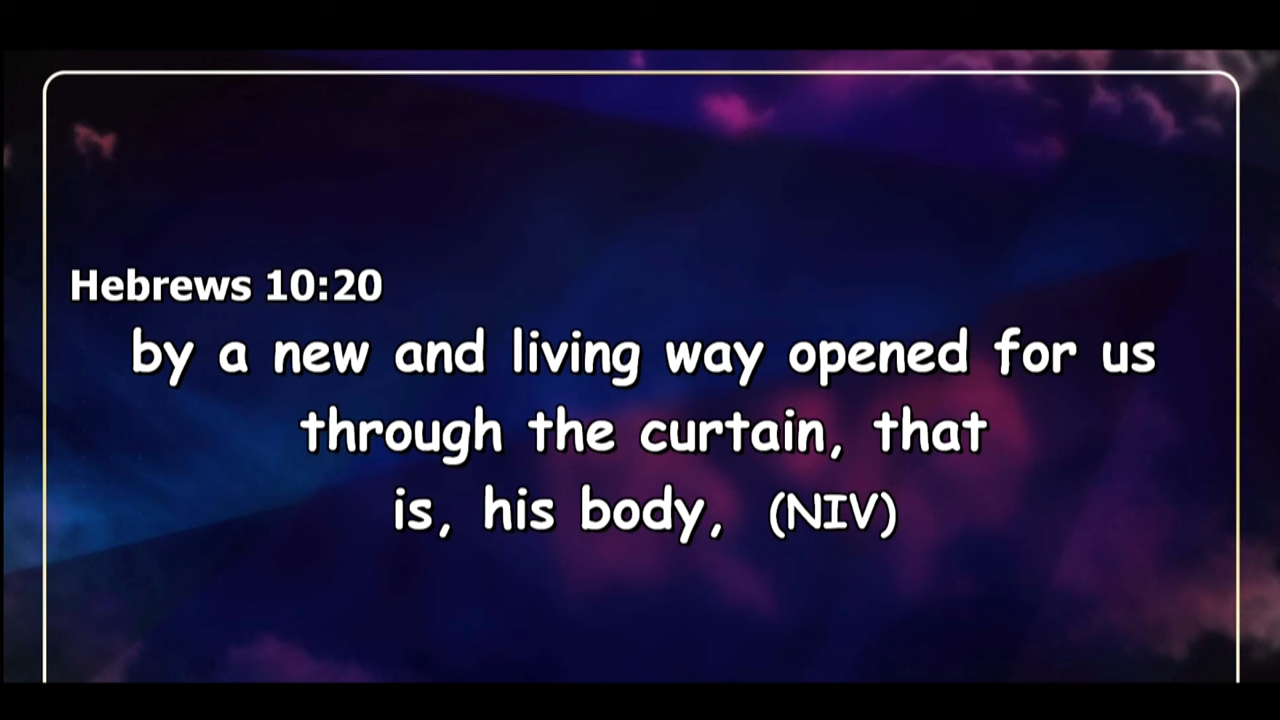 Hebrews 10:20
by a new and living way opened for us
through the curtain, that
is, his body, (NIV)